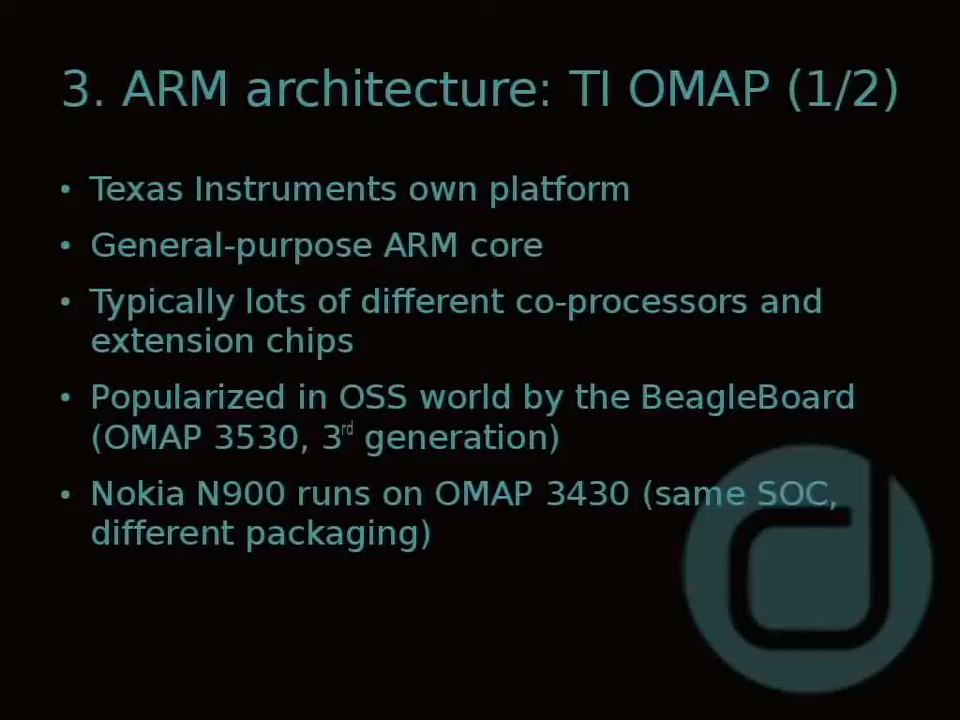 3. ARM architecture: TI OMAP (1/2)
• Texas Instruments own platform
• General-purpose ARM core
• Typically lots of different co-processors and
extension chips
• Popularized in OSS world by the BeagleBoard
(OMAP 3530, 3rd generation)
• Nokia N900 runs on OMAP 3430 (same SOC,
different packaging)